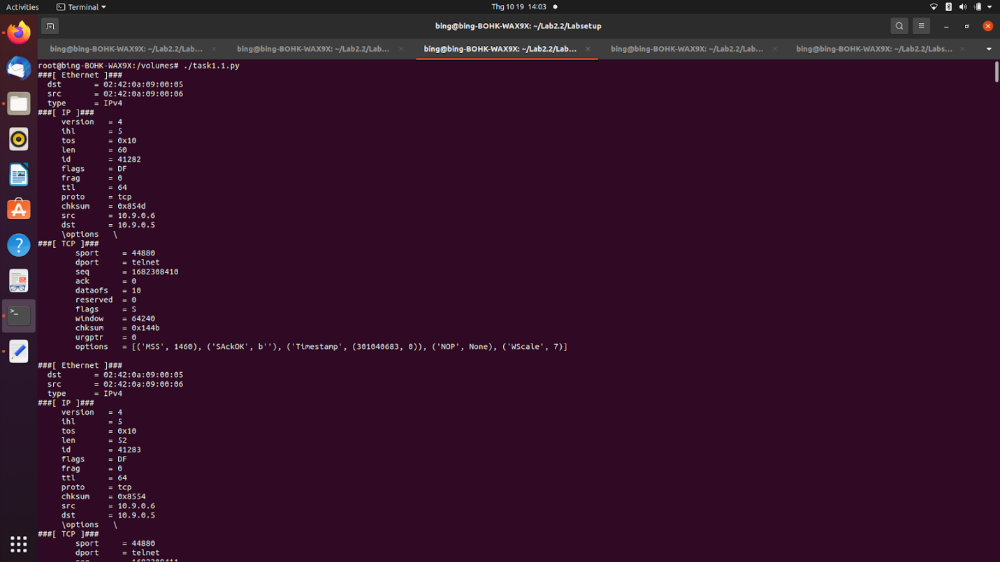 Activities
Terminal
Thg 10 19 14:03
bing@bing-BOHK-WAX9X: ~/Lab2.2/Labsetup
bing@bing-BOHK-WAX9X: ~/Lab2.2/Lab...
bing@bing-BOHK-WAX9X: ~/Lab2.2/Lab...
bing@bing-BOHK-WAX9X: ~/Lab2.2/Lab...
bing@bing-BOHK-WAX9X: ~/Lab2.2/Lab...
bing@bing-BOHK-WAX9X: ~/Lab2.2/Labs...
root@bing-BOHK-WAX9X:/volumes# ./task1.1.py
###[ Ethernet ]###
  dst       = 02:42:0a:09:00:05
  src       = 02:42:0a:09:00:06
  type      = IPv4
###[ IP ]###
     version   = 4
     ihl       = 5
     tos       = 0x10
     len       = 60
     id        = 41282
     flags     = DF
     frag      = 0
     ttl       = 64
     proto     = tcp
     chksum    = 0x854d
     src       = 10.9.0.6
     dst       = 10.9.0.5
     \options   \
###[ TCP ]###
        sport     = 44880
        dport     = telnet
        seq       = 1682308410
        ack       = 0
        dataofs   = 10
        reserved  = 0
        flags     = S
        window    = 64240
        chksum    = 0x144b
        urgptr    = 0
        options   = [('MSS', 1460), ('SAckOK', b''), ('Timestamp', (301040683, 0)), ('NOP', None), ('WScale', 7)]
###[ Ethernet ]###
  dst       = 02:42:0a:09:00:05
  src       = 02:42:0a:09:00:06
  type      = IPv4
###[ IP ]###
     version   = 4
     ihl       = 5
     tos       = 0x10
     len       = 52
     id        = 41283
     flags     = DF
     frag      = 0
     ttl       = 64
     proto     = tcp
     chksum    = 0x8554
     src       = 10.9.0.6
     dst       = 10.9.0.5
     \options   \
###[ TCP ]###
        sport     = 44880
        dport     = telnet
        seq       = 1682308411